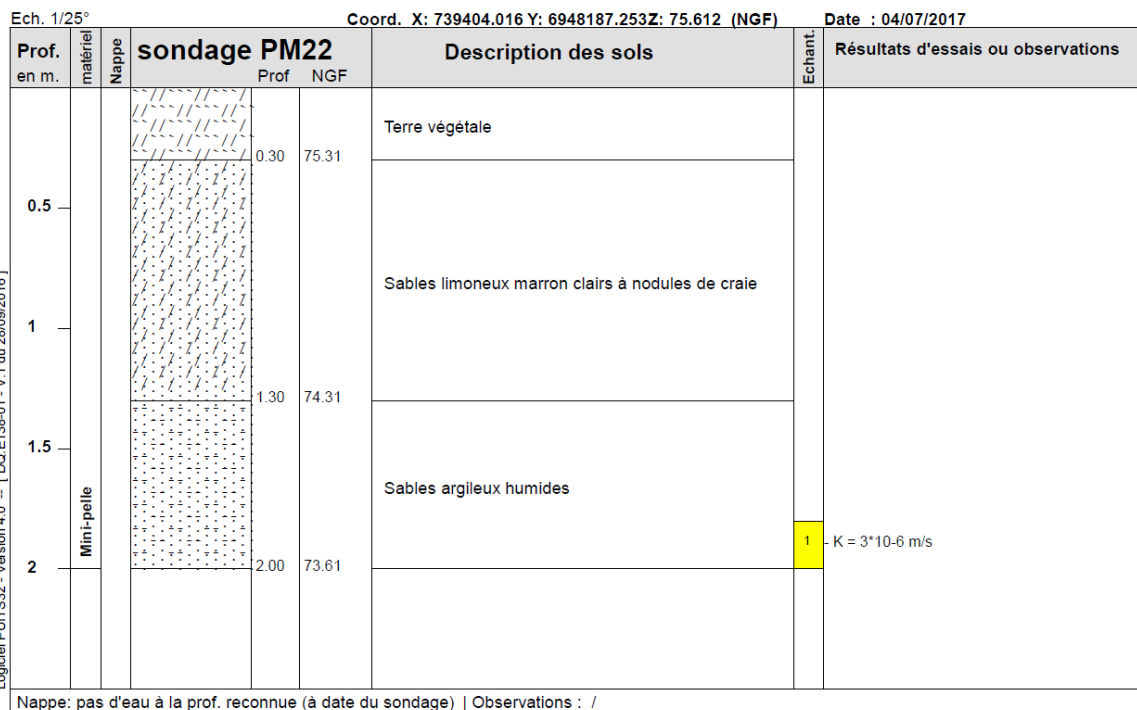 Ech. 1/25° Coord. X: 739404.016 Y: 6948187.253Z: 75.612 (NGF) Date : 04/07/2017
Prof. en m.
matériel
Nappe
sondage PM22
Prof NGF
Description des sols
Echant.
Résultats d'essais ou observations
Terre végétale
0.30 75.31
0.5
Sables limoneux marron clairs à nodules de craie
1
1.30 74.31
1.5
Sables argileux humides
Mini-pelle
1 - K = 3*10-6 m/s
2
2.00 73.61
Nappe: pas d'eau à la prof. reconnue (à date du sondage) | Observations : /